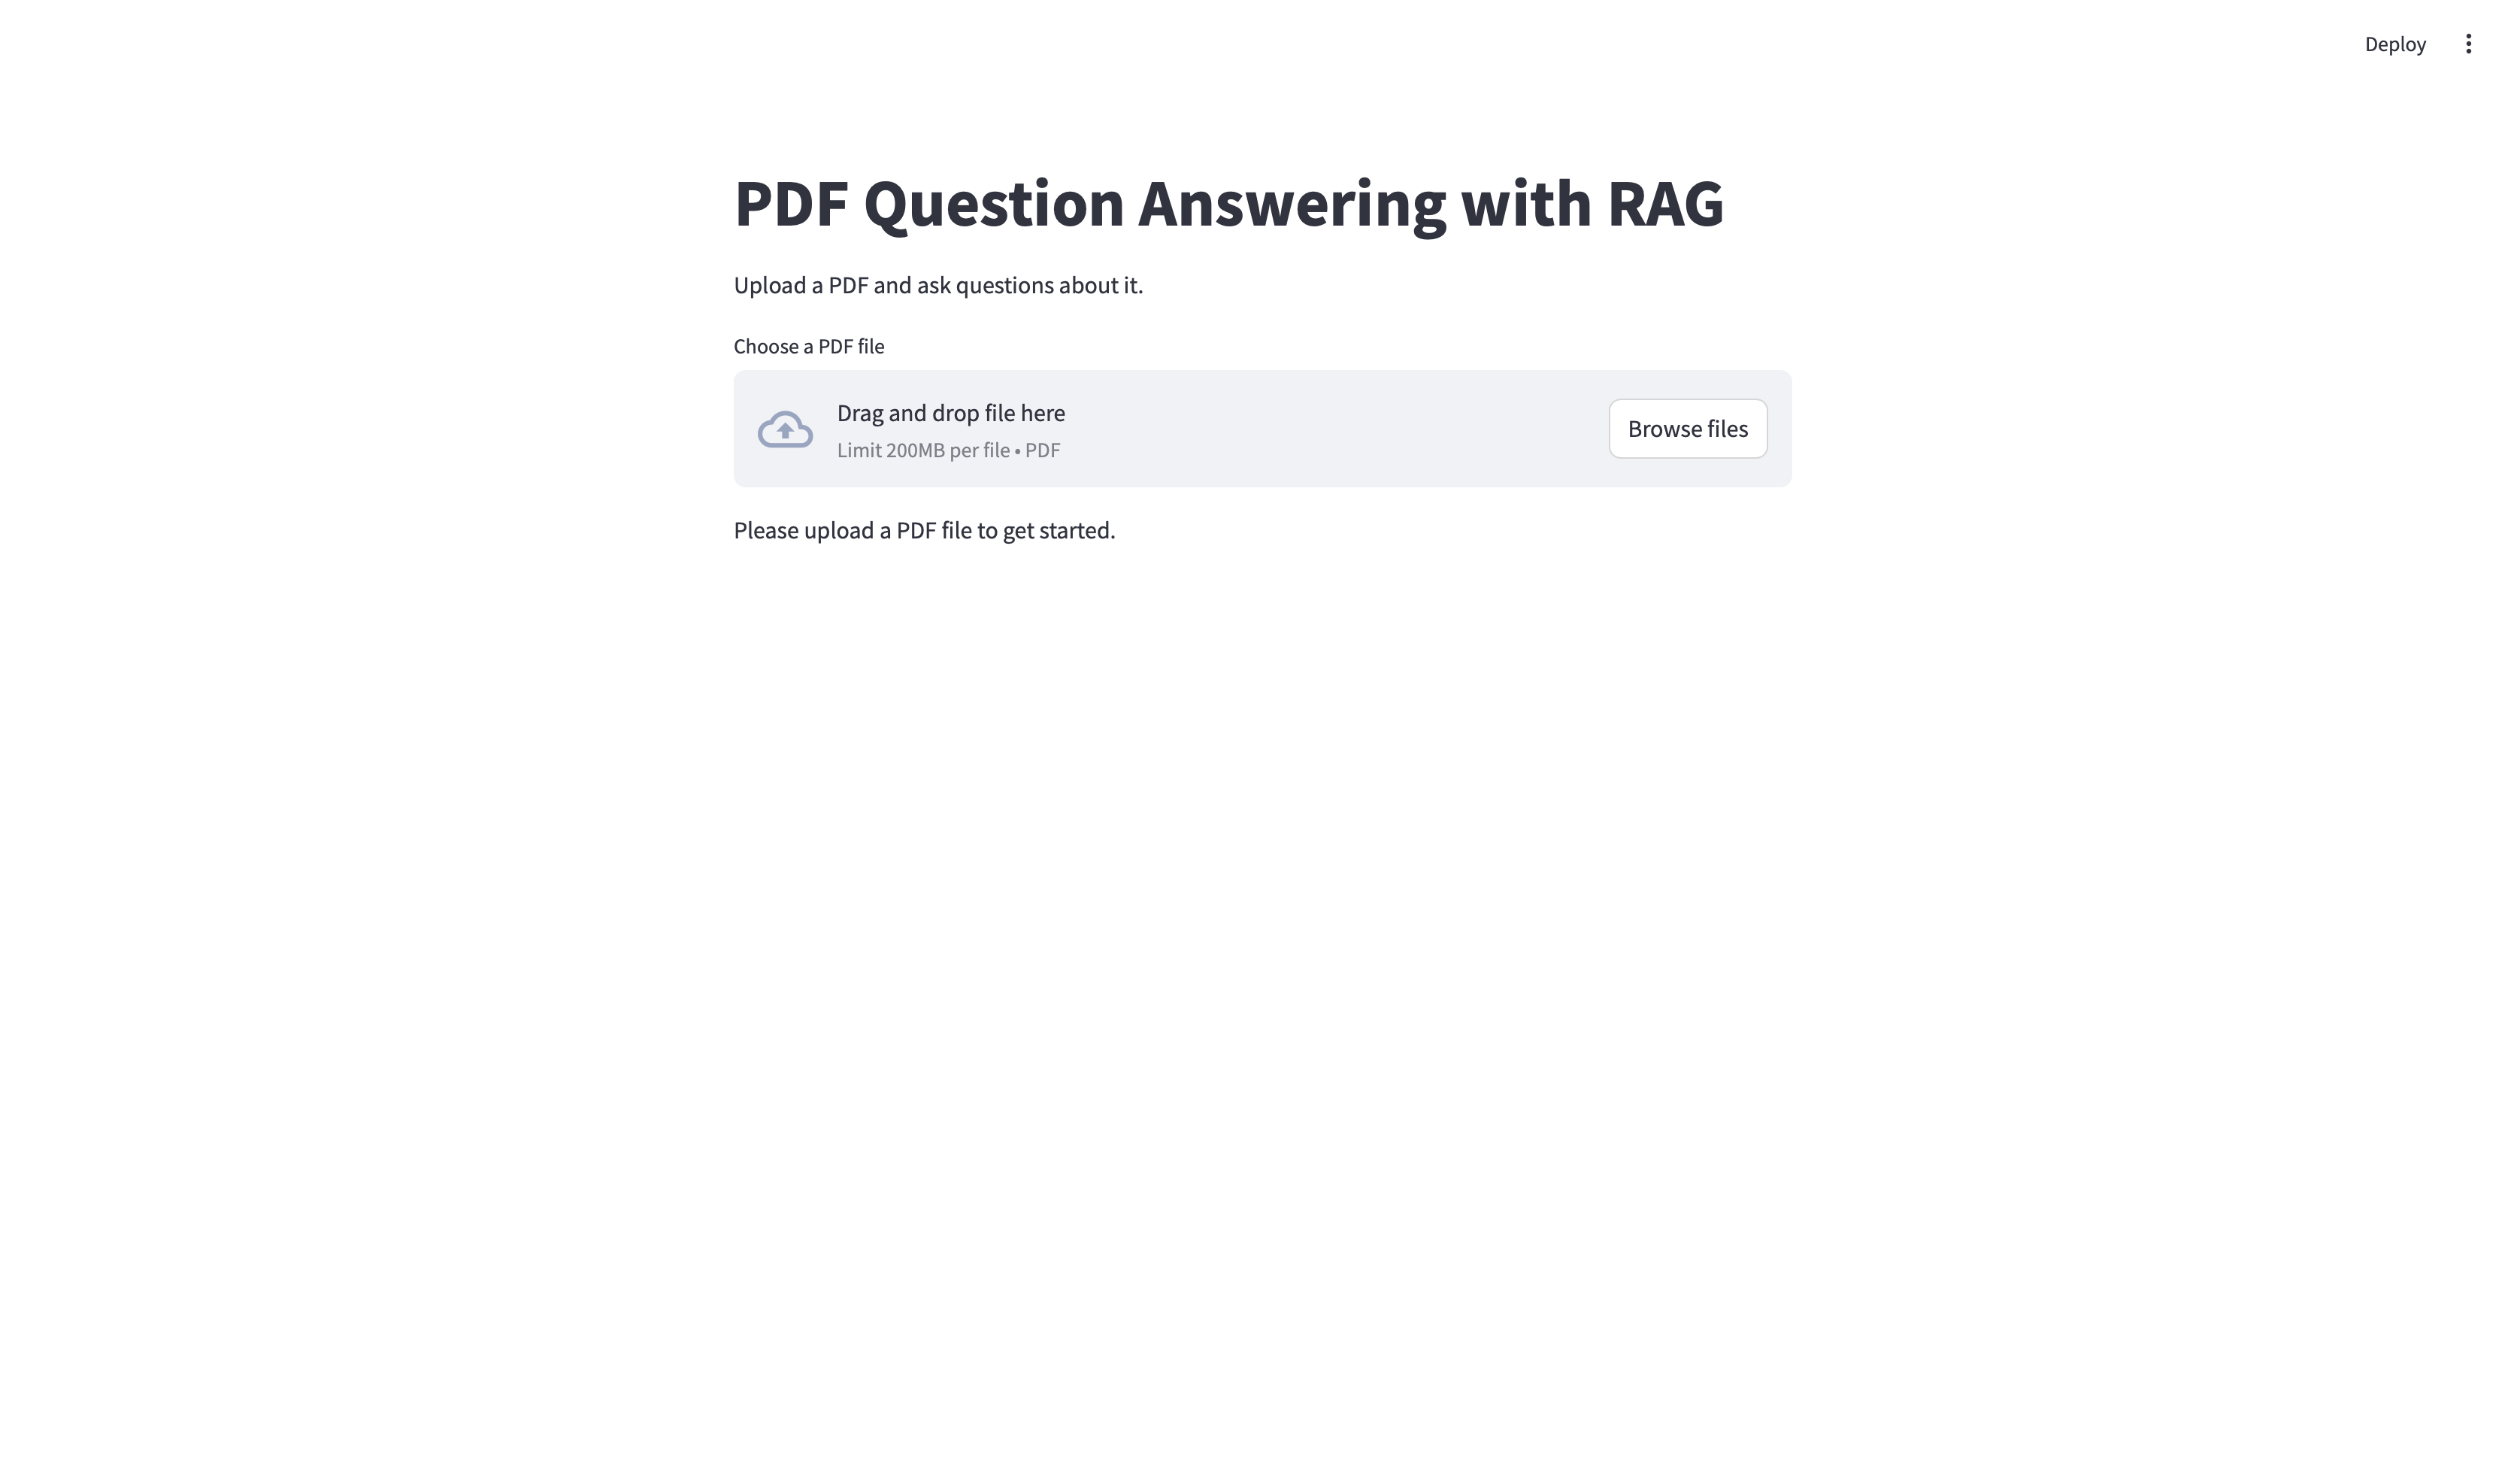 Deploy
PDF Question Answering with RAG
Upload a PDF and ask questions about it.
Choose a PDF file
Drag and drop file here
Limit 200MB per file • PDF
Browse files
Please upload a PDF file to get started.